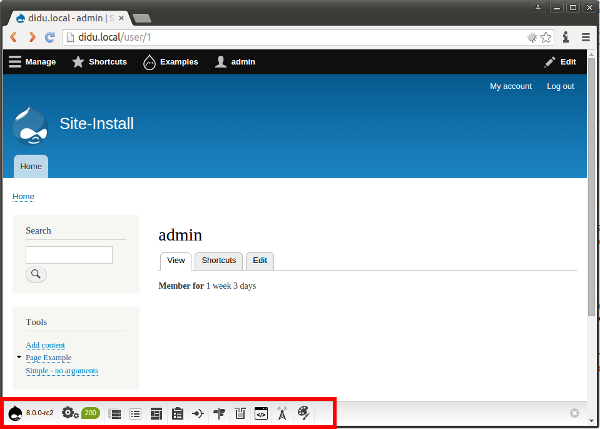 didu.local - admin | S
didu.local/user/1
Manage Shortcuts Examples admin Edit
My account Log out
Site-Install
Home
Home
Search
admin
View Shortcuts Edit
Member for 1 week 3 days
Tools
Add content
Page Example
Simple - no arguments
8.0.0-rc2 200